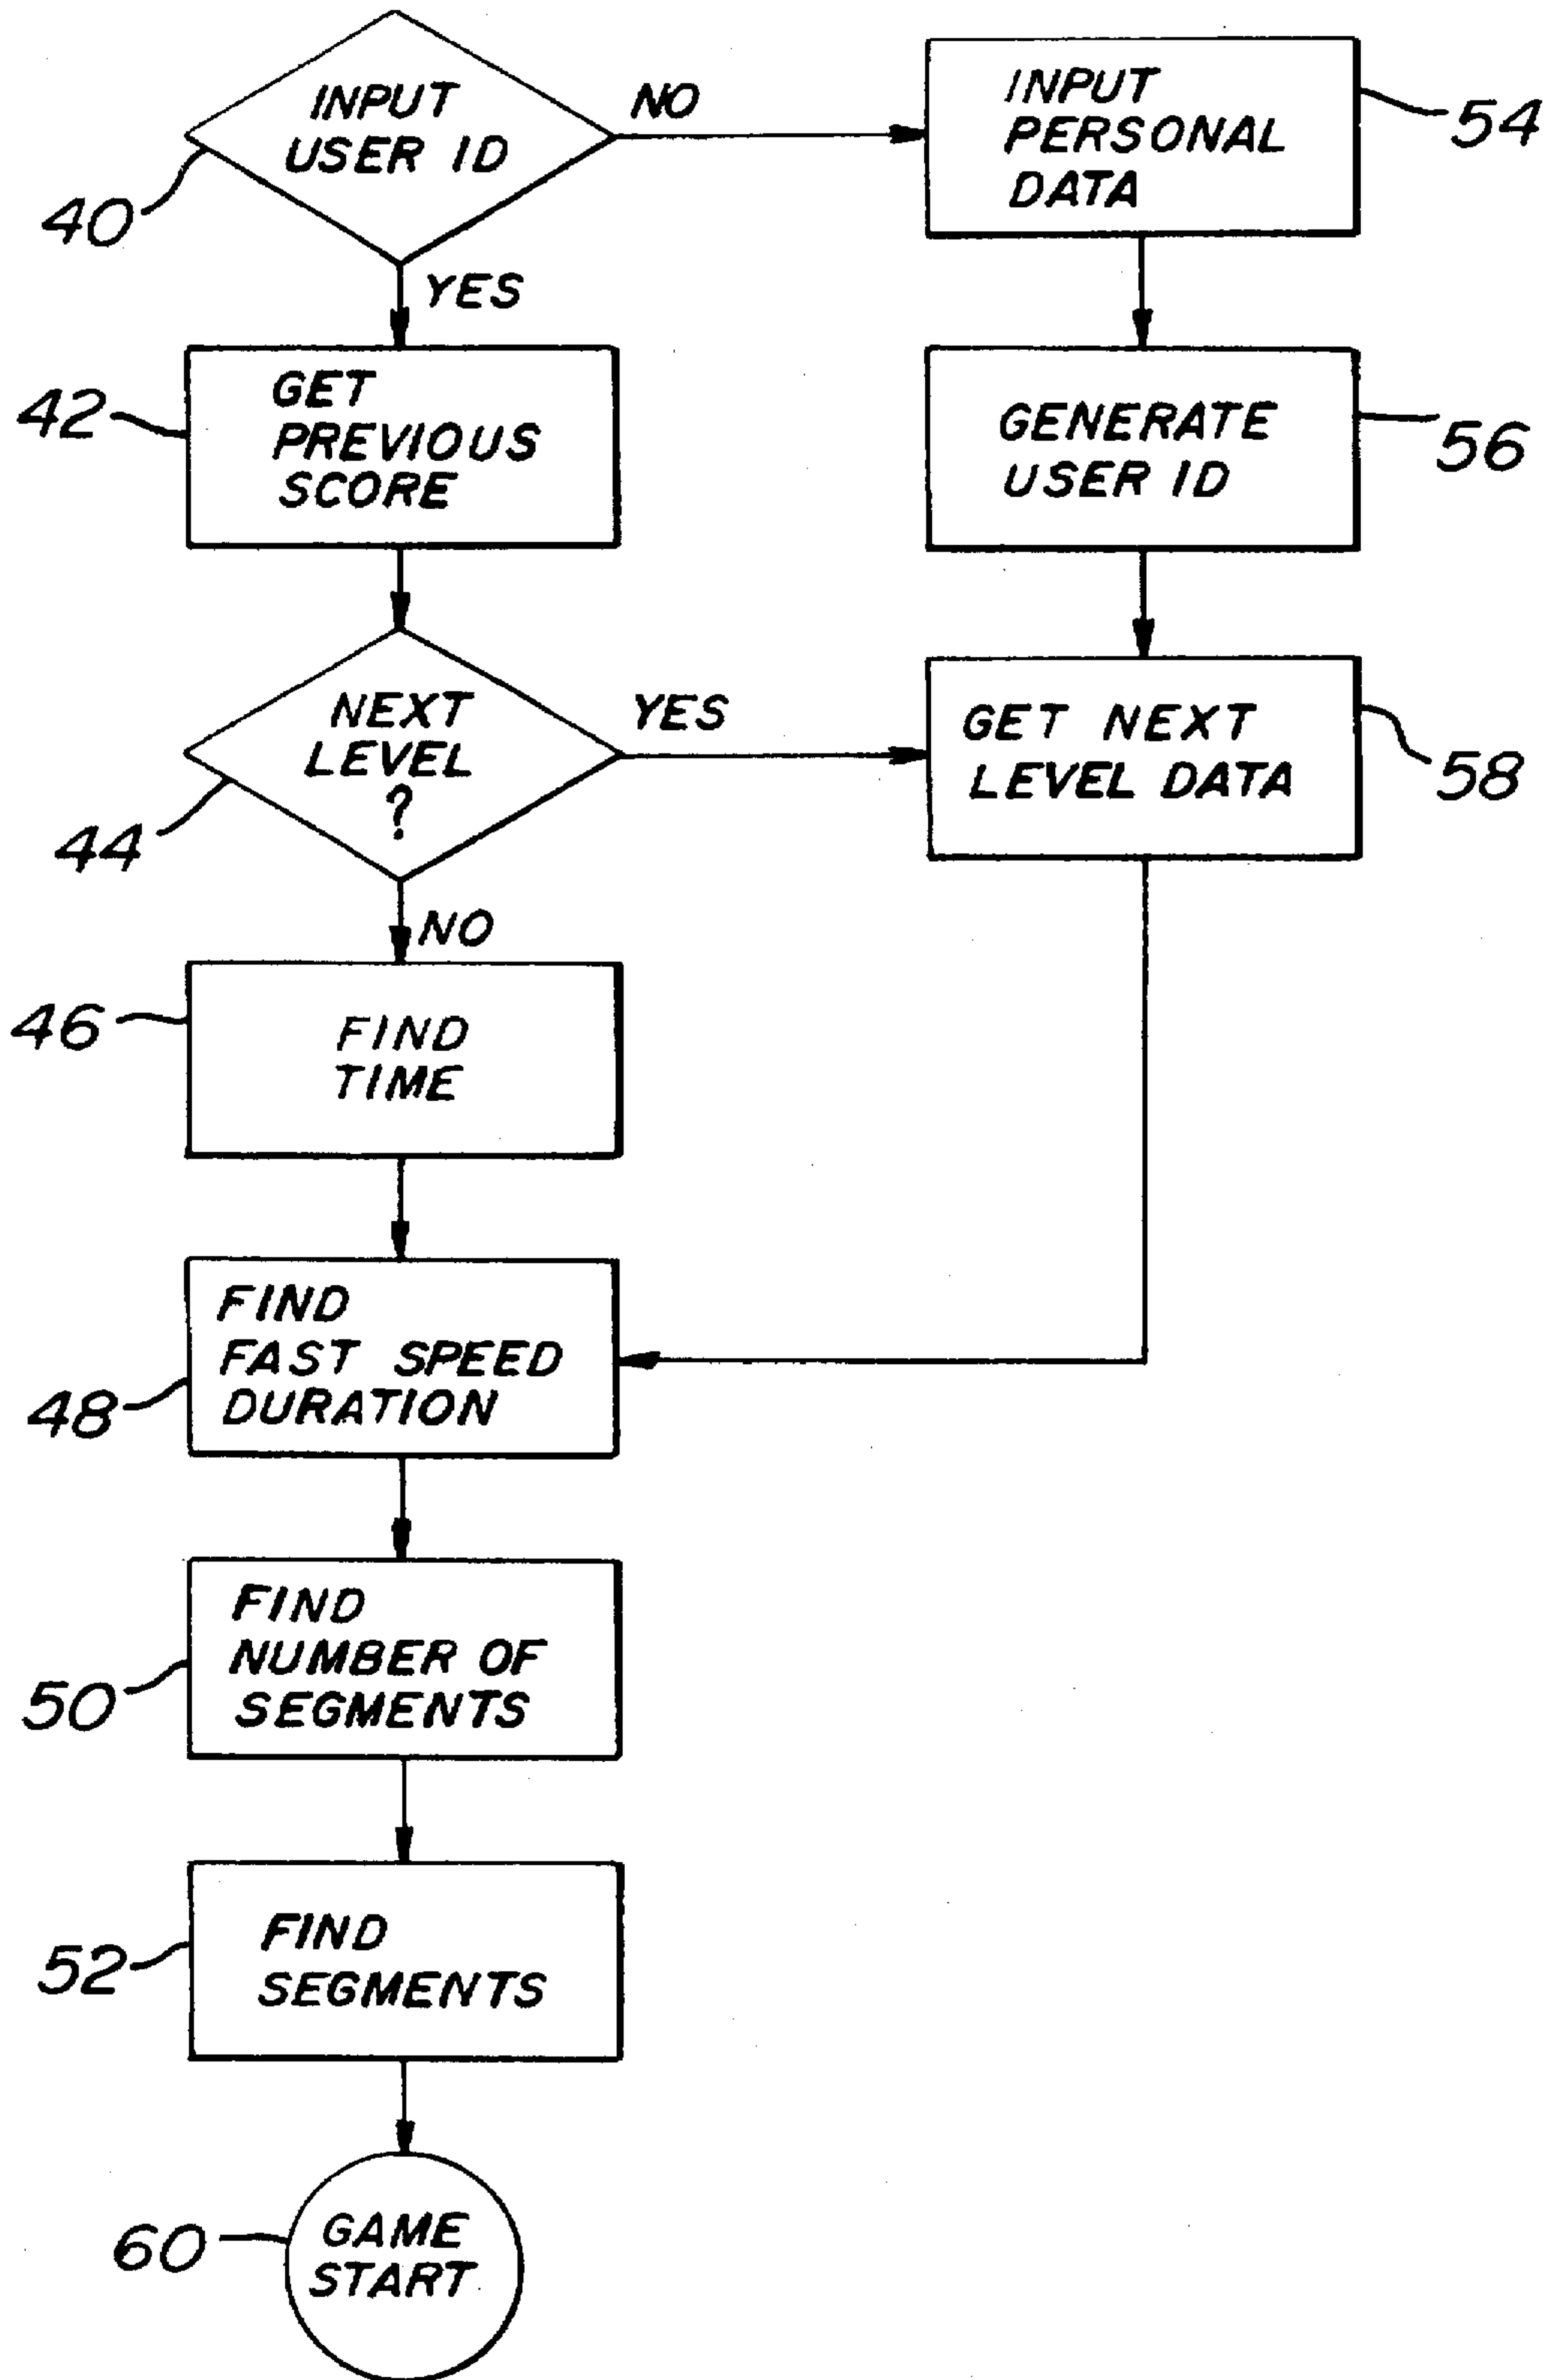 INPUT
USER ID
40
NO
INPUT
PERSONAL
DATA
54
YES
GET
PREVIOUS
SCORE
42
GENERATE
USER ID
56
NEXT
LEVEL
?
44
YES
GET NEXT
LEVEL DATA
58
NO
FIND
TIME
46
FIND
FAST SPEED
DURATION
48
FIND
NUMBER OF
SEGMENTS
50
FIND
SEGMENTS
52
GAME
START
60